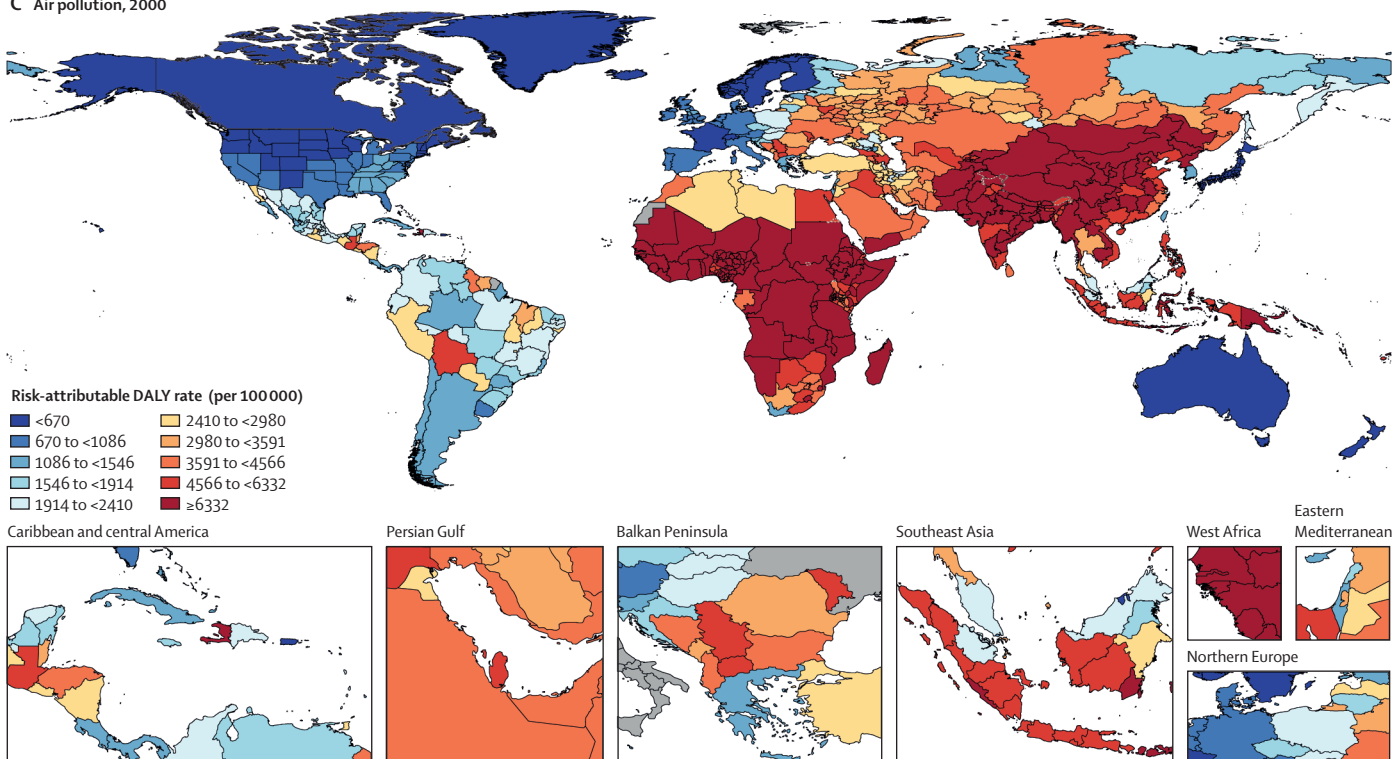 C Air pollution, 2000
Risk-attributable DALY rate (per 100 000)
<670
670 to <1086
1086 to <1546
1546 to <1914
1914 to <2410
2410 to <2980
2980 to <3591
3591 to <4566
4566 to <6332
≥6332
Caribbean and central America
Persian Gulf
Balkan Peninsula
Southeast Asia
West Africa
Eastern
Mediterranean
Northern Europe